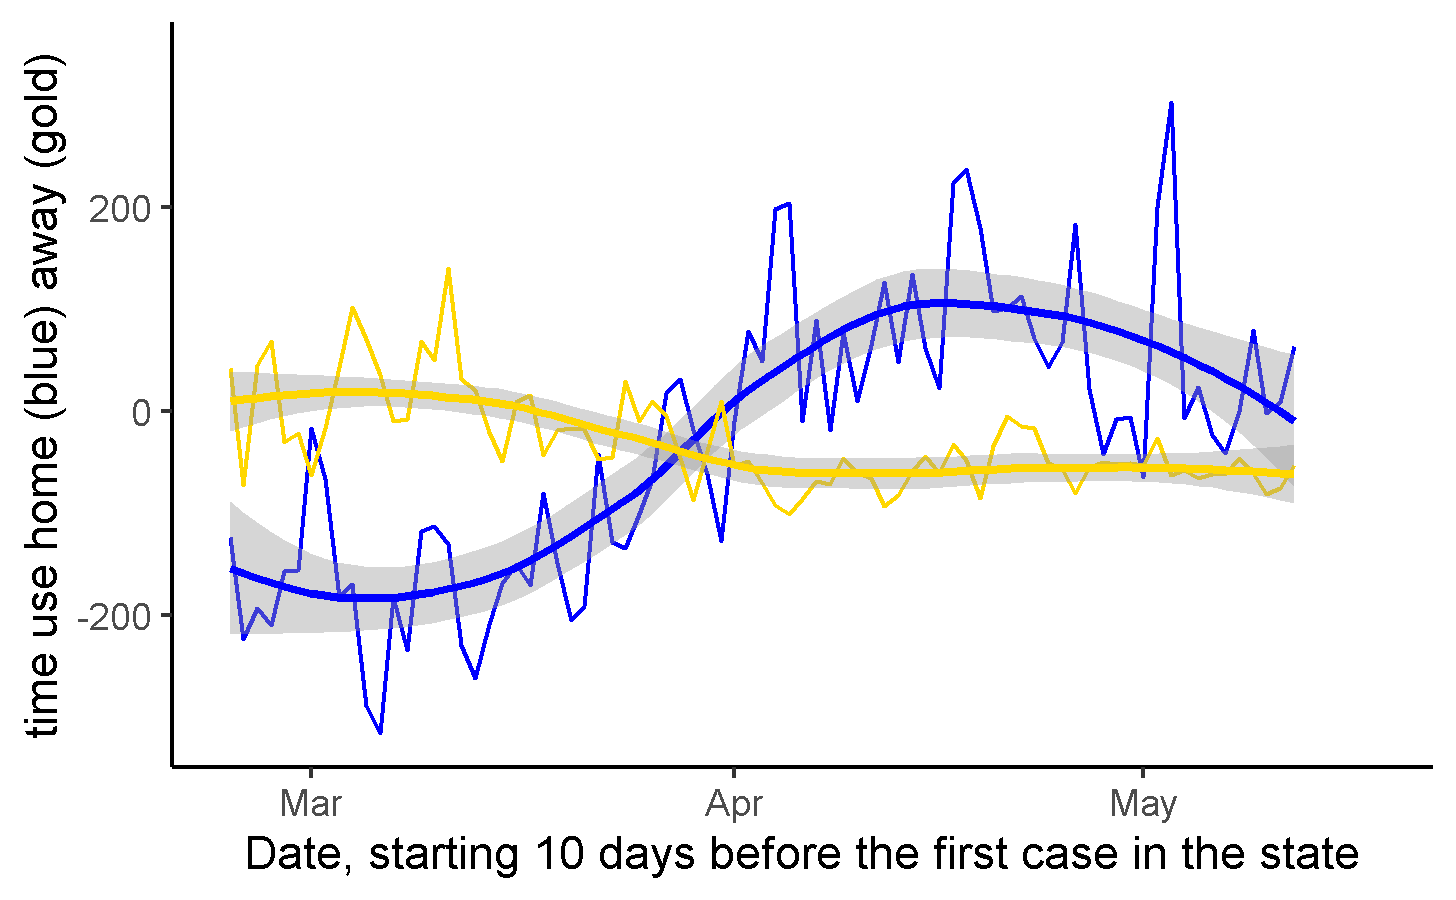 time use home (blue) away (gold)
200
0
-200
Mar Apr May
Date, starting 10 days before the first case in the state